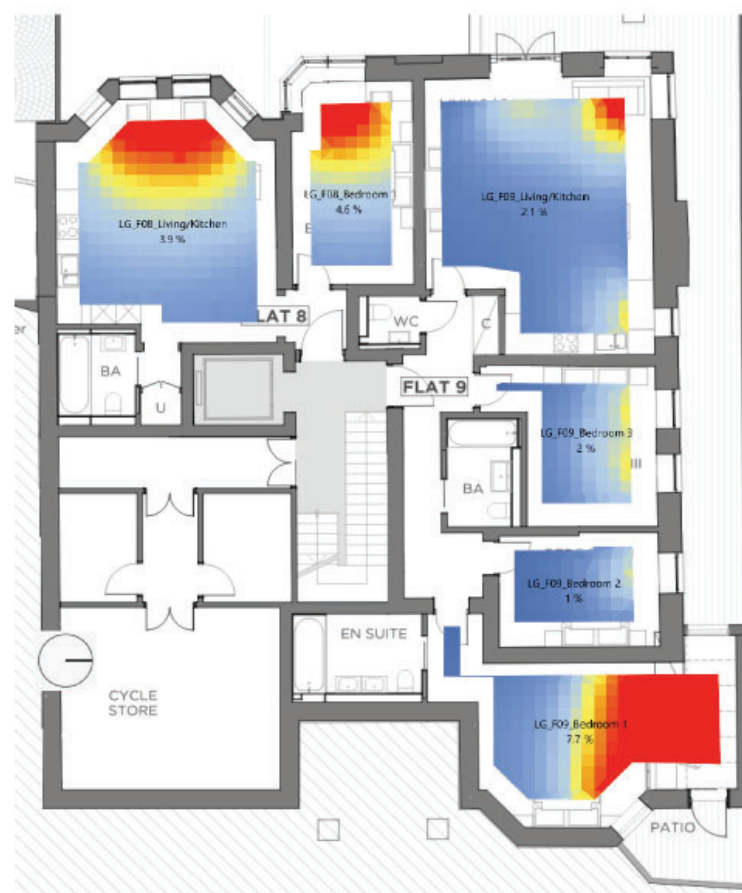 LG_F08_Living/Kitchen
3.9 %
LG_F08_Bedroom 1
4.6 %
LG_F09_Living/Kitchen
2.1 %
FLAT 8
WC
C
BA
U
FLAT 9
LG_F09_Bedroom 3
2 %
BA
LG_F09_Bedroom 2
1 %
EN SUITE
CYCLE
STORE
LG_F09_Bedroom 1
7.7 %
PATIO